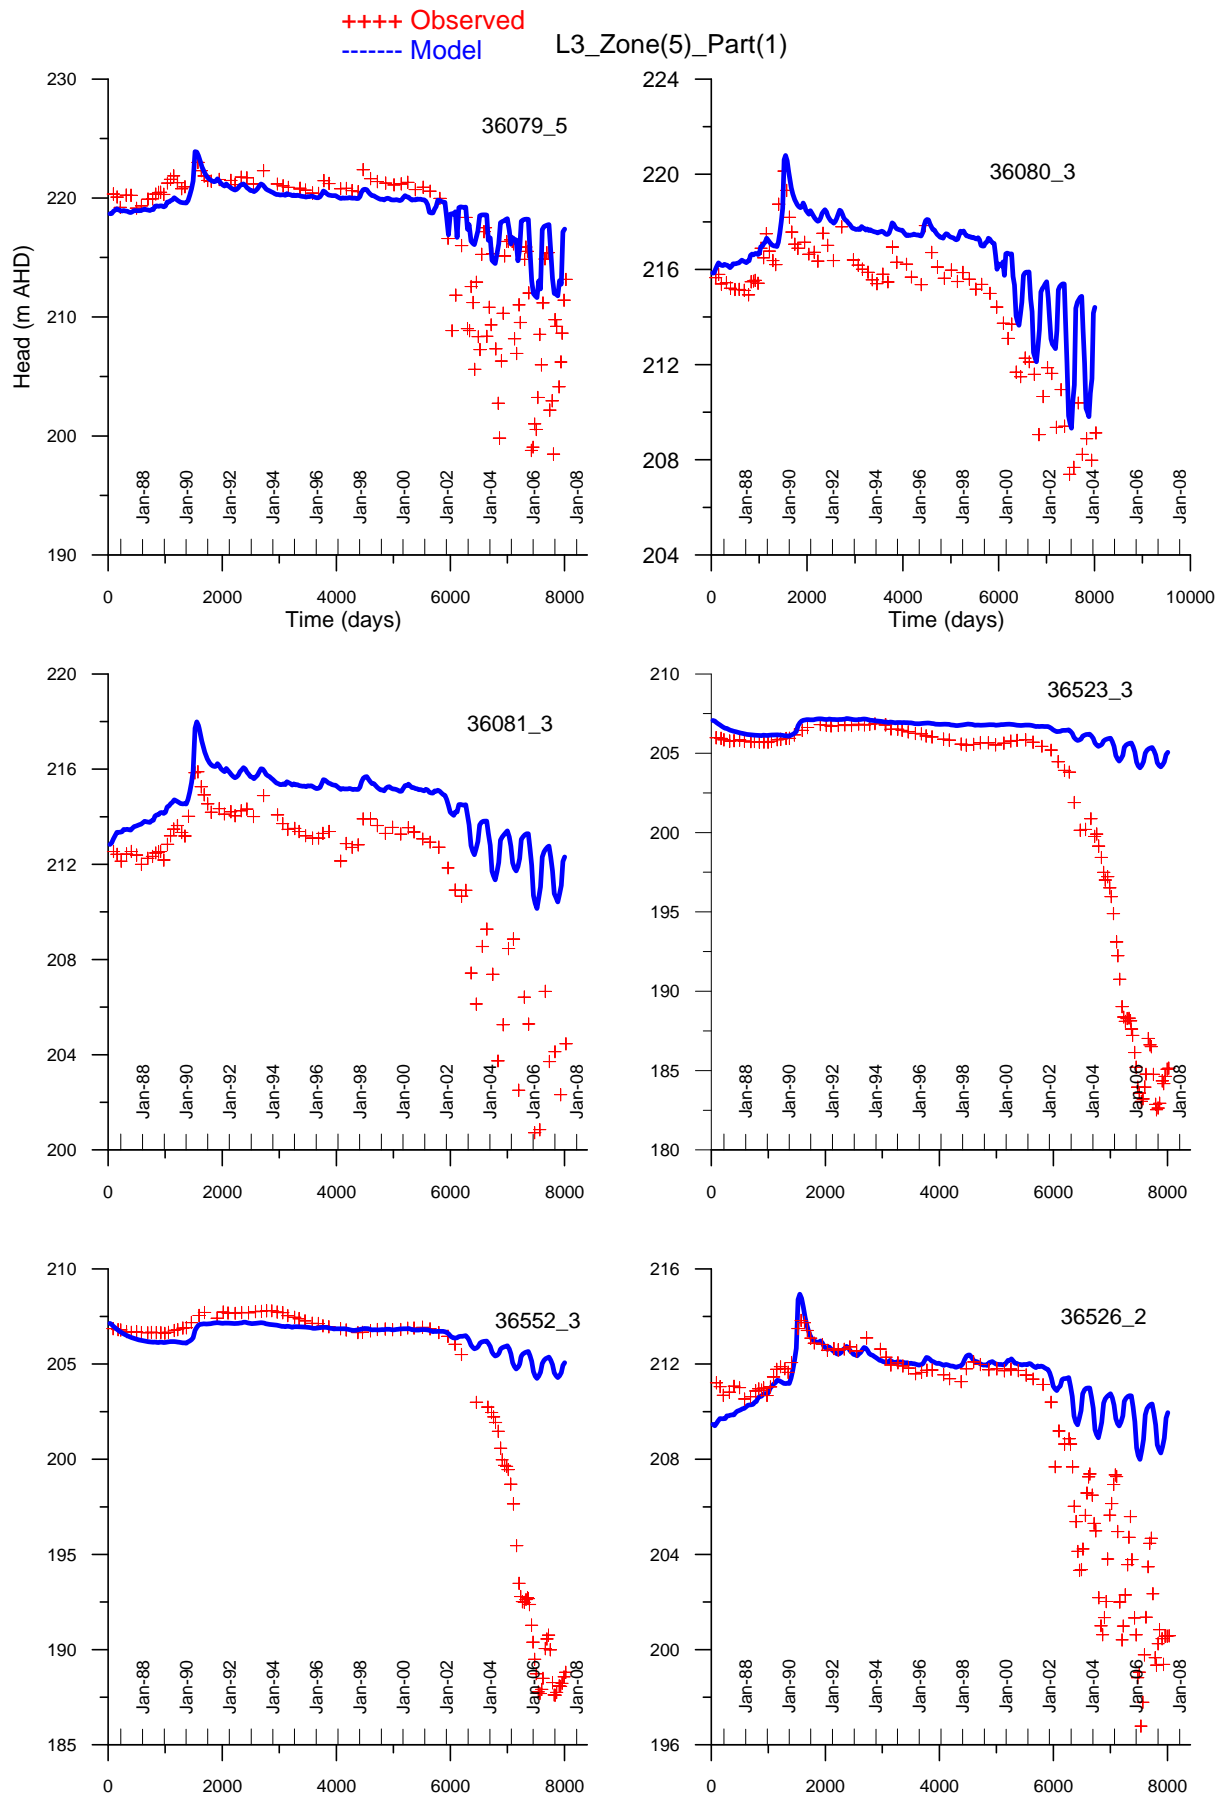 ++++ Observed
------- Model
L3_Zone(5)_Part(1)
36079_5
230
220
210
200
190
Head (m AHD)
Jan-88 Jan-90 Jan-92 Jan-94 Jan-96 Jan-98 Jan-00 Jan-02 Jan-04 Jan-06 Jan-08
0 2000 4000 6000 8000
Time (days)
36080_3
224
220
216
212
208
204
Jan-88 Jan-90 Jan-92 Jan-94 Jan-96 Jan-98 Jan-00 Jan-02 Jan-04 Jan-06 Jan-08
0 2000 4000 6000 8000 10000
Time (days)
36081_3
220
216
212
208
204
200
Jan-88 Jan-90 Jan-92 Jan-94 Jan-96 Jan-98 Jan-00 Jan-02 Jan-04 Jan-06 Jan-08
0 2000 4000 6000 8000
36523_3
210
205
200
195
190
185
180
Jan-88 Jan-90 Jan-92 Jan-94 Jan-96 Jan-98 Jan-00 Jan-02 Jan-04 Jan-06 Jan-08
0 2000 4000 6000 8000
36552_3
210
205
200
195
190
185
Jan-88 Jan-90 Jan-92 Jan-94 Jan-96 Jan-98 Jan-00 Jan-02 Jan-04 Jan-06 Jan-08
0 2000 4000 6000 8000
36526_2
216
212
208
204
200
196
Jan-88 Jan-90 Jan-92 Jan-94 Jan-96 Jan-98 Jan-00 Jan-02 Jan-04 Jan-06 Jan-08
0 2000 4000 6000 8000